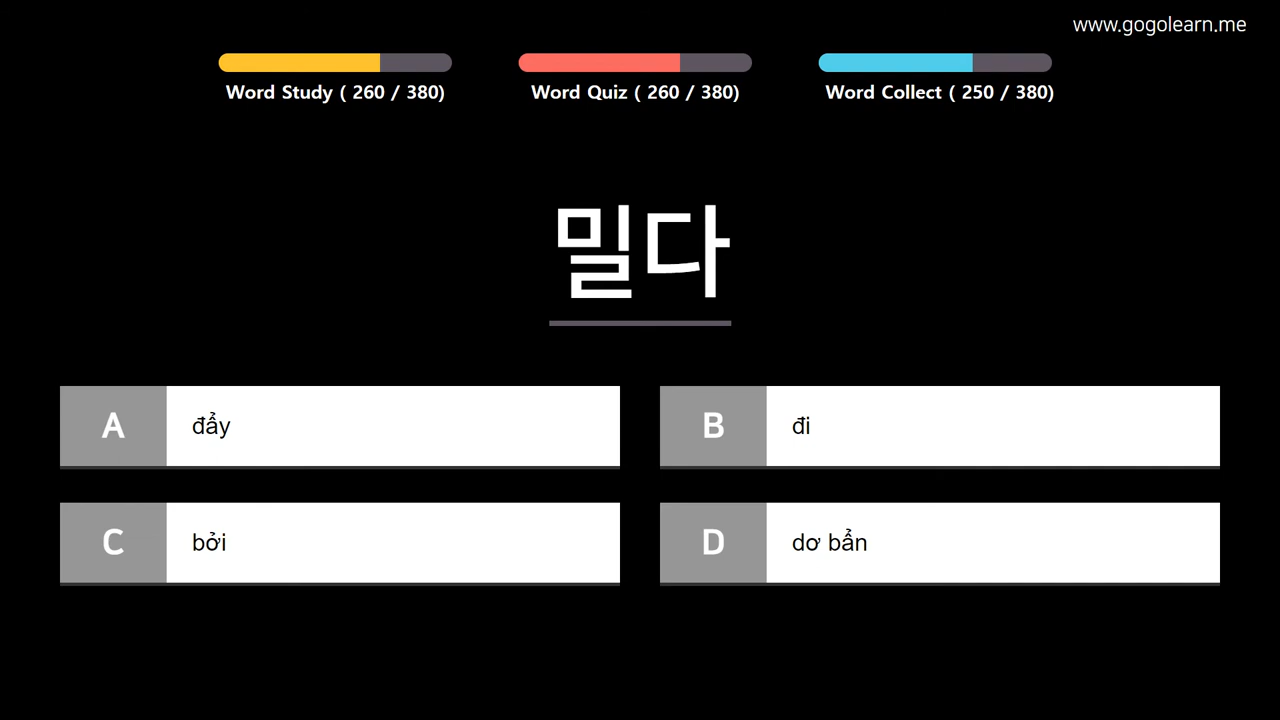 www.gogolearn.me
Word Study ( 260 / 380)
Word Quiz ( 260 / 380)
Word Collect ( 250 / 380)
밀다
A đẩy
B đi
C bởi
D dơ bẩn